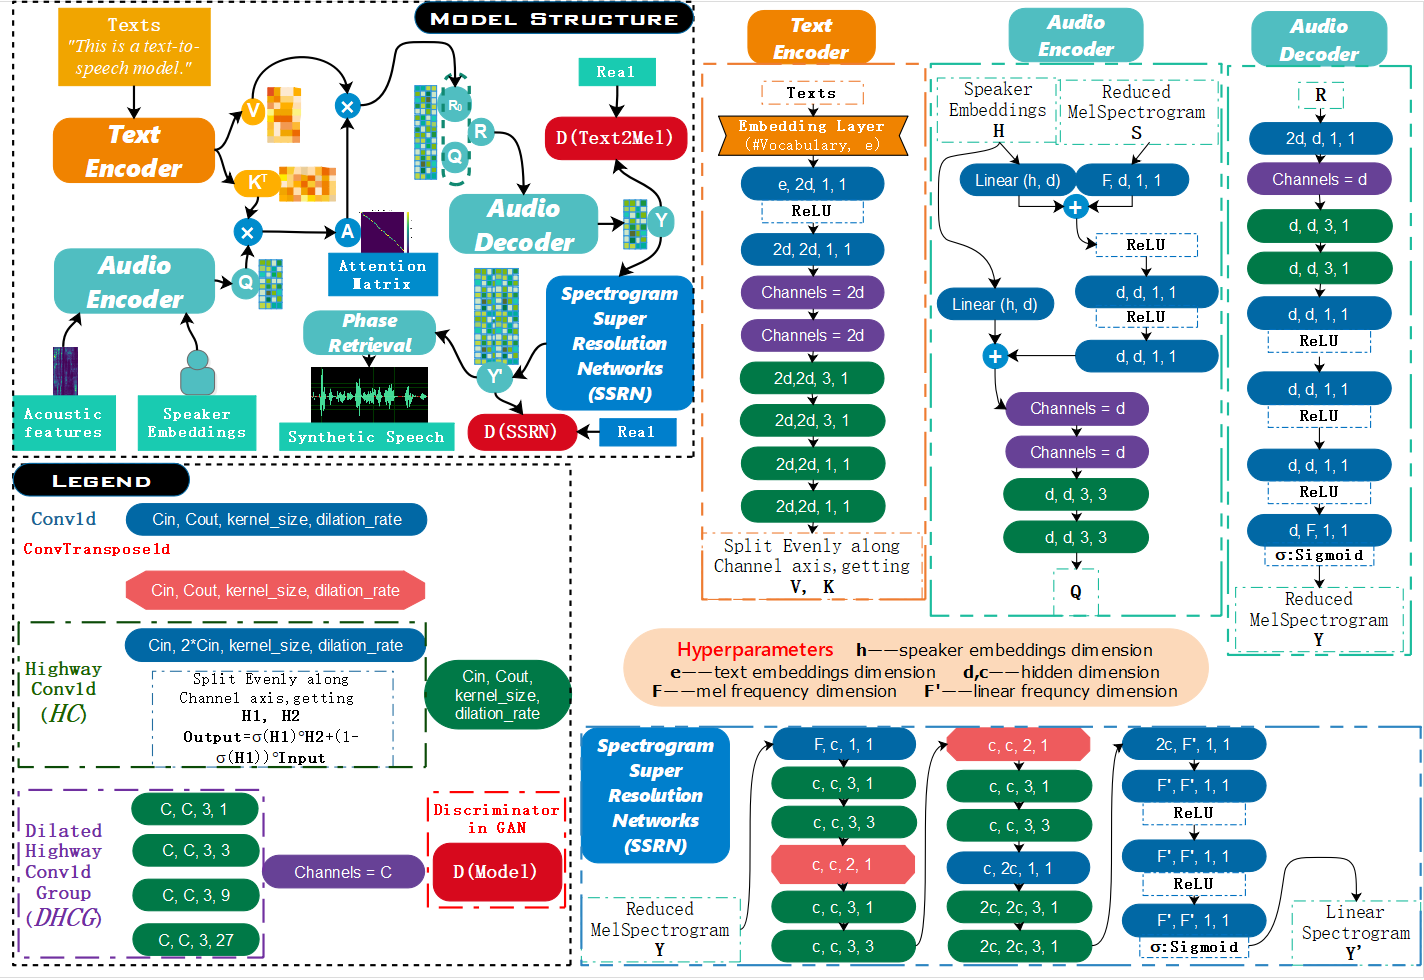 MODEL STRUCTURE
Texts
"This is a text-to-
speech model."
Text
Encoder
V
K^T
×
×
A
Attention
Matrix
Audio
Encoder
Q
Acoustic
features
Speaker
Embeddings
R₀
Q
R
Audio
Decoder
Real
D(Text2Mel)
Y
Spectrogram
Super
Resolution
Networks
(SSRN)
Phase
Retrieval
Y'
Synthetic Speech
D(SSRN)
Real
LEGEND
Conv1d
Cin, Cout, kernel_size, dilation_rate
ConvTranspose1d
Cin, Cout, kernel_size, dilation_rate
Highway
Conv1d
(HC)
Cin, 2*Cin, kernel_size, dilation_rate
Split Evenly along
Channel axis,getting
H1, H2
Output=σ(H1)°H2+(1-
σ(H1))°Input
Cin, Cout,
kernel_size,
dilation_rate
Dilated
Highway
Conv1d
Group
(DHCG)
C, C, 3, 1
C, C, 3, 3
C, C, 3, 9
C, C, 3, 27
Channels = C
Discriminator
in GAN
D(Model)
Text
Encoder
Texts
Embedding Layer
(#Vocabulary, e)
e, 2d, 1, 1
ReLU
2d, 2d, 1, 1
Channels = 2d
Channels = 2d
2d,2d, 3, 1
2d,2d, 3, 1
2d,2d, 1, 1
2d,2d, 1, 1
Split Evenly along
Channel axis,getting
V, K
Audio
Encoder
Speaker
Embeddings
H
Reduced
MelSpectrogram
S
Linear (h, d)
F, d, 1, 1
+
ReLU
d, d, 1, 1
ReLU
Linear (h, d)
+
d, d, 1, 1
Channels = d
Channels = d
d, d, 3, 3
d, d, 3, 3
Q
Audio
Decoder
R
2d, d, 1, 1
Channels = d
d, d, 3, 1
d, d, 3, 1
d, d, 1, 1
ReLU
d, d, 1, 1
ReLU
d, d, 1, 1
ReLU
d, F, 1, 1
σ:Sigmoid
Reduced
MelSpectrogram
Y
Hyperparameters h——speaker embeddings dimension
e——text embeddings dimension d,c——hidden dimension
F——mel frequency dimension F'——linear frequncy dimension
Spectrogram
Super
Resolution
Networks
(SSRN)
Reduced
MelSpectrogram
Y
F, c, 1, 1
c, c, 3, 1
c, c, 3, 3
c, c, 2, 1
c, c, 3, 1
c, c, 3, 3
c, c, 2, 1
c, c, 3, 1
c, c, 3, 3
c, 2c, 1, 1
2c, 2c, 3, 1
2c, 2c, 3, 1
2c, F', 1, 1
F', F', 1, 1
ReLU
F', F', 1, 1
ReLU
F', F', 1, 1
σ:Sigmoid
Linear
Spectrogram
Y'